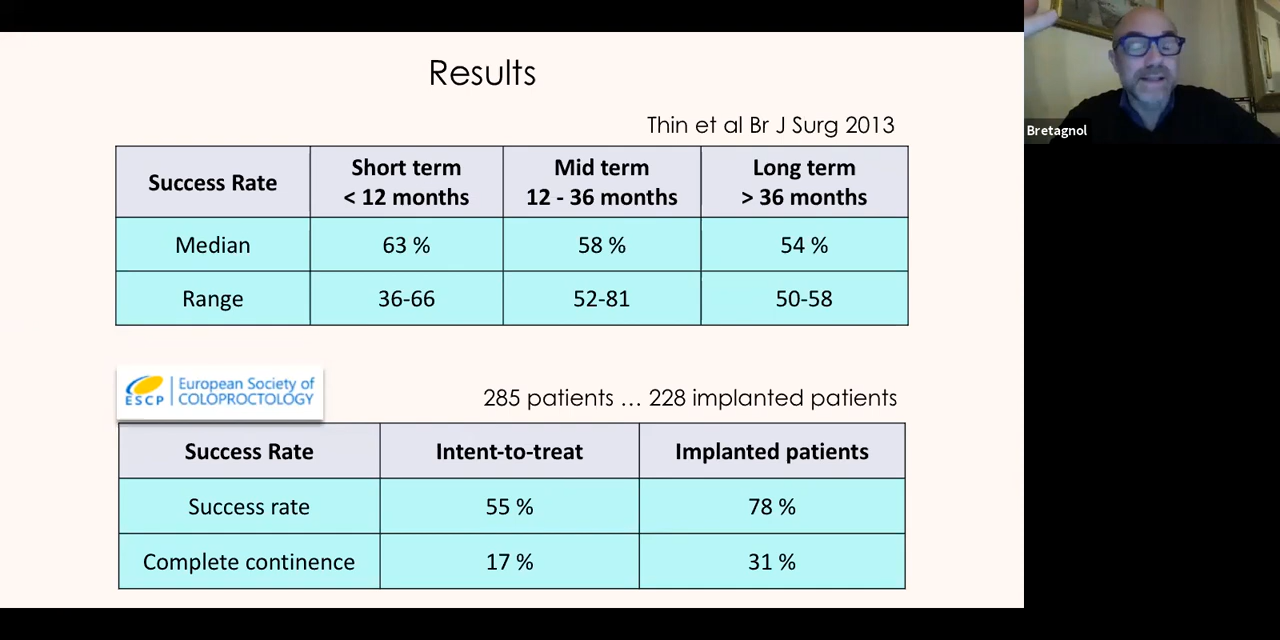 Results
Thin et al Br J Surg 2013
Success Rate
Short term
< 12 months
Mid term
12 - 36 months
Long term
> 36 months
Median
63 %
58 %
54 %
Range
36-66
52-81
50-58
ESCP
European Society of
COLOPROCTOLOGY
285 patients … 228 implanted patients
Success Rate
Intent-to-treat
Implanted patients
Success rate
55 %
78 %
Complete continence
17 %
31 %
Bretagnol